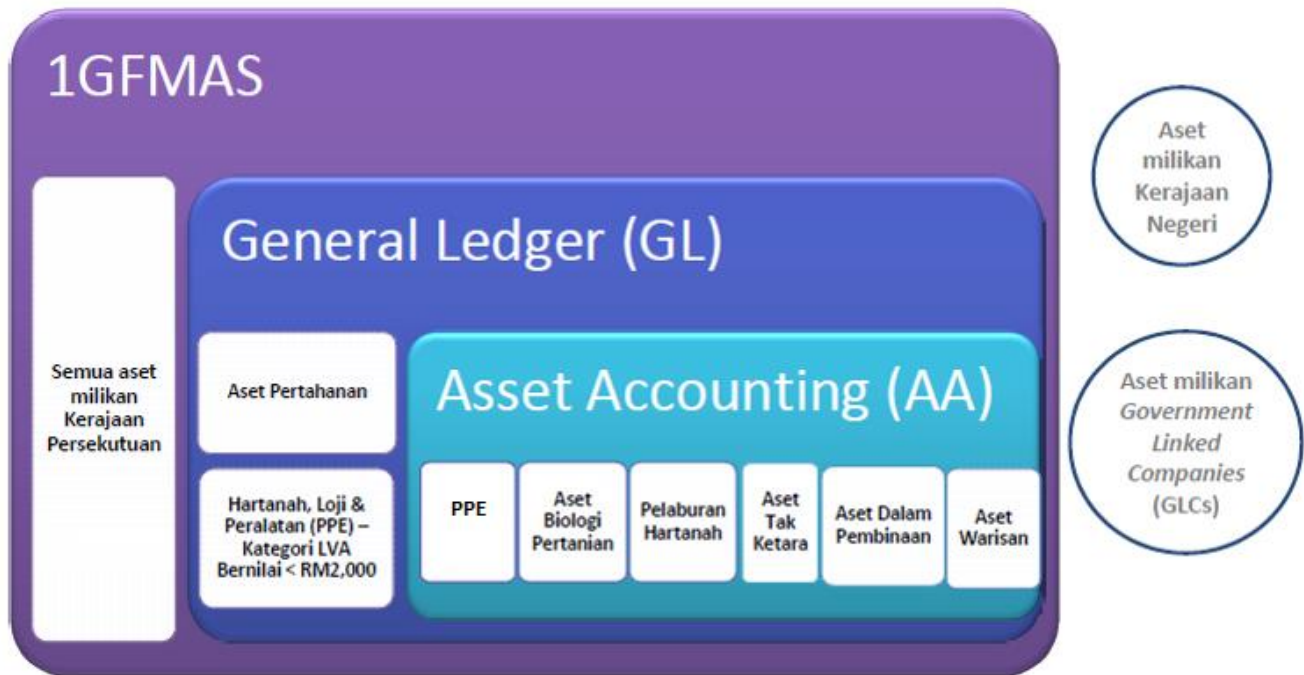 1GFMAS
Semua aset
milikan
Kerajaan
Persekutuan
General Ledger (GL)
Aset Pertahanan
Hartanah, Loji &
Peralatan (PPE) –
Kategori LVA
Bernilai < RM2,000
Asset Accounting (AA)
PPE
Aset
Biologi
Pertanian
Pelaburan
Hartanah
Aset
Tak
Ketara
Aset Dalam
Pembinaan
Aset
Warisan
Aset
milikan
Kerajaan
Negeri
Aset milikan
Government
Linked
Companies
(GLCs)